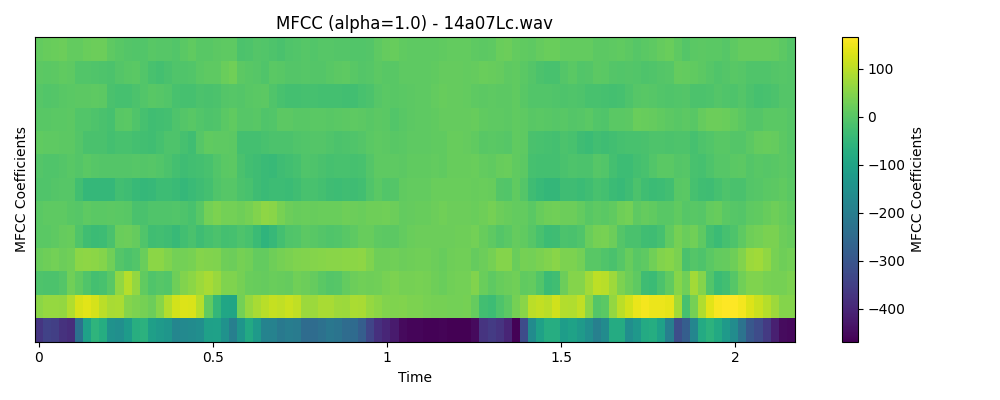 MFCC (alpha=1.0) - 14a07Lc.wav
MFCC Coefficients
0
0.5
1
1.5
2
Time
100
0
−100
−200
−300
−400
MFCC Coefficients